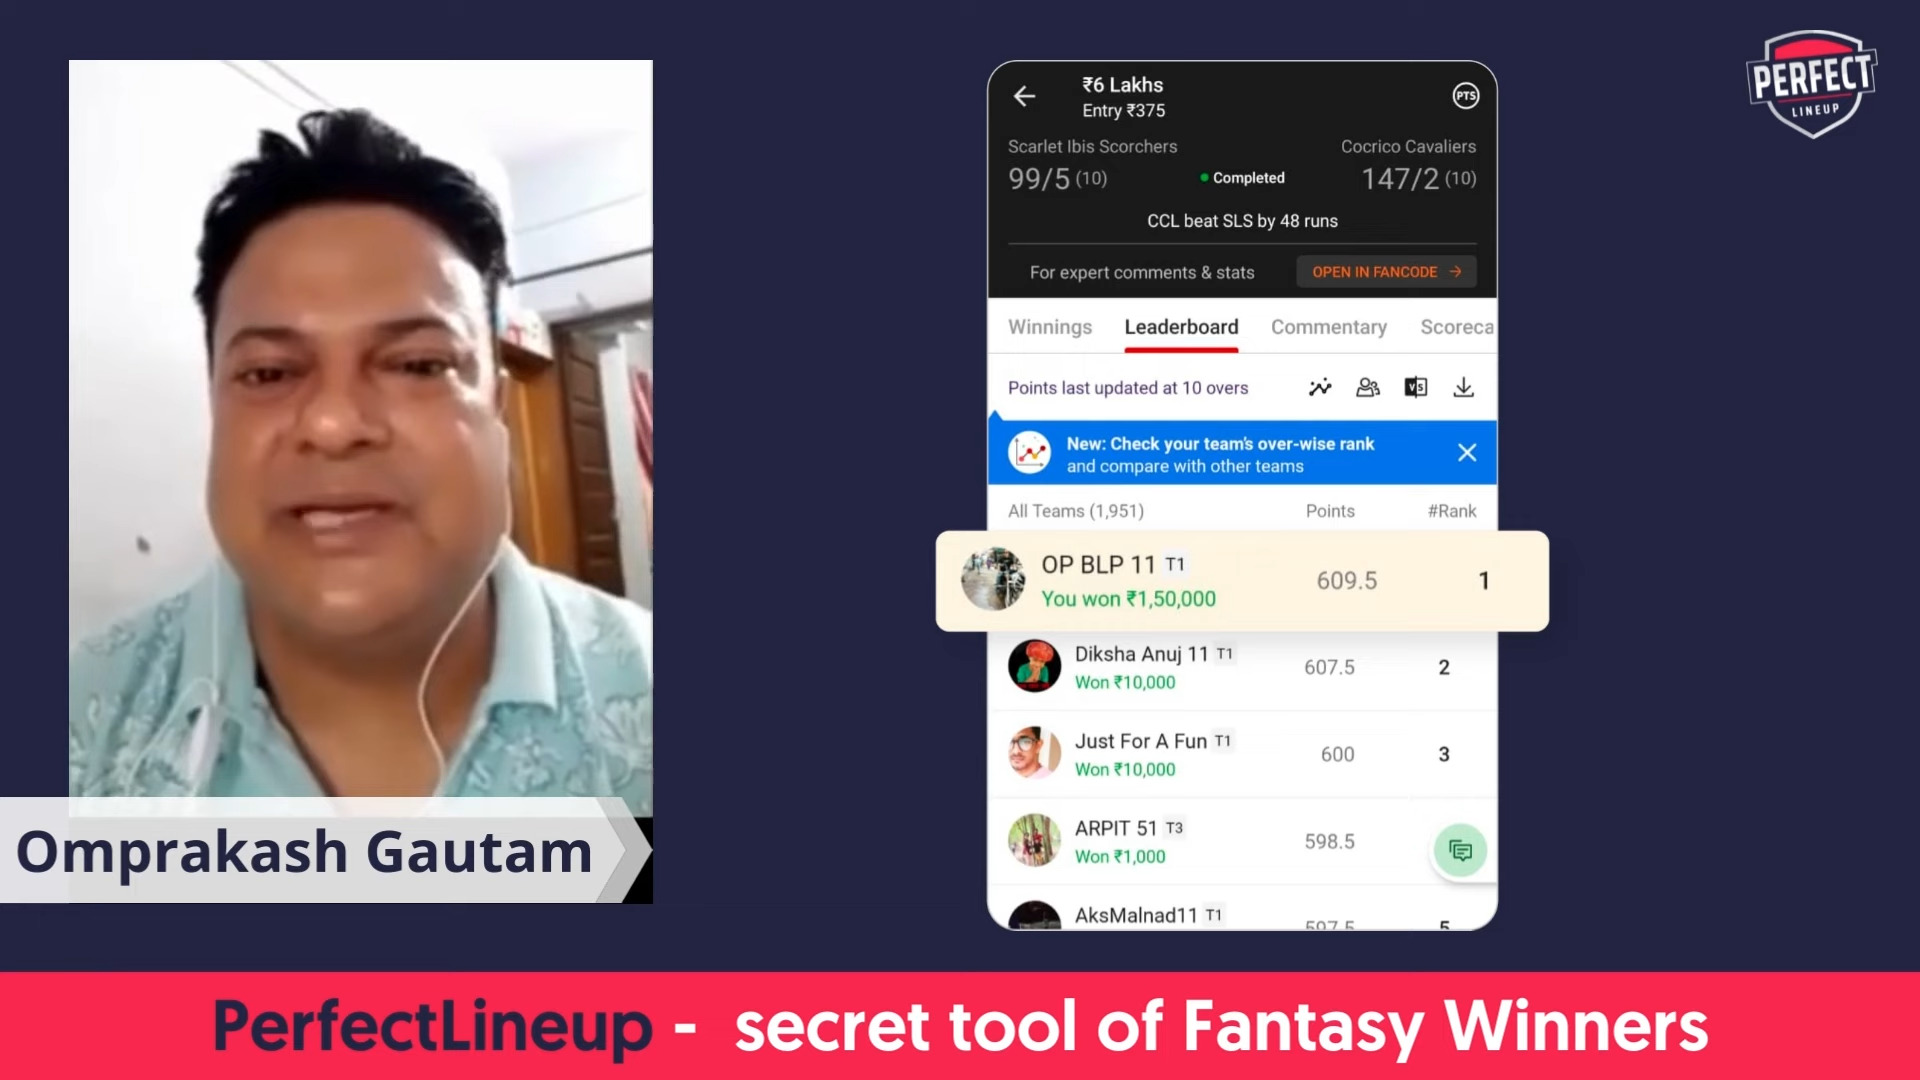 PERFECT
LINEUP
₹6 Lakhs
Entry ₹375
PTS
Scarlet Ibis Scorchers
Cocrico Cavaliers
99/5 (10)
Completed
147/2 (10)
CCL beat SLS by 48 runs
For expert comments & stats
OPEN IN FANCODE →
Winnings
Leaderboard
Commentary
Scoreca
Points last updated at 10 overs
VS
New: Check your team's over-wise rank
and compare with other teams
All Teams (1,951)
Points
#Rank
OP BLP 11 T1
You won ₹1,50,000
609.5
1
Diksha Anuj 11 T1
Won ₹10,000
607.5
2
Just For A Fun T1
Won ₹10,000
600
3
ARPIT 51 T3
Won ₹1,000
598.5
AksMalnad11 T1
597.5
5
Omprakash Gautam
PerfectLineup - secret tool of Fantasy Winners